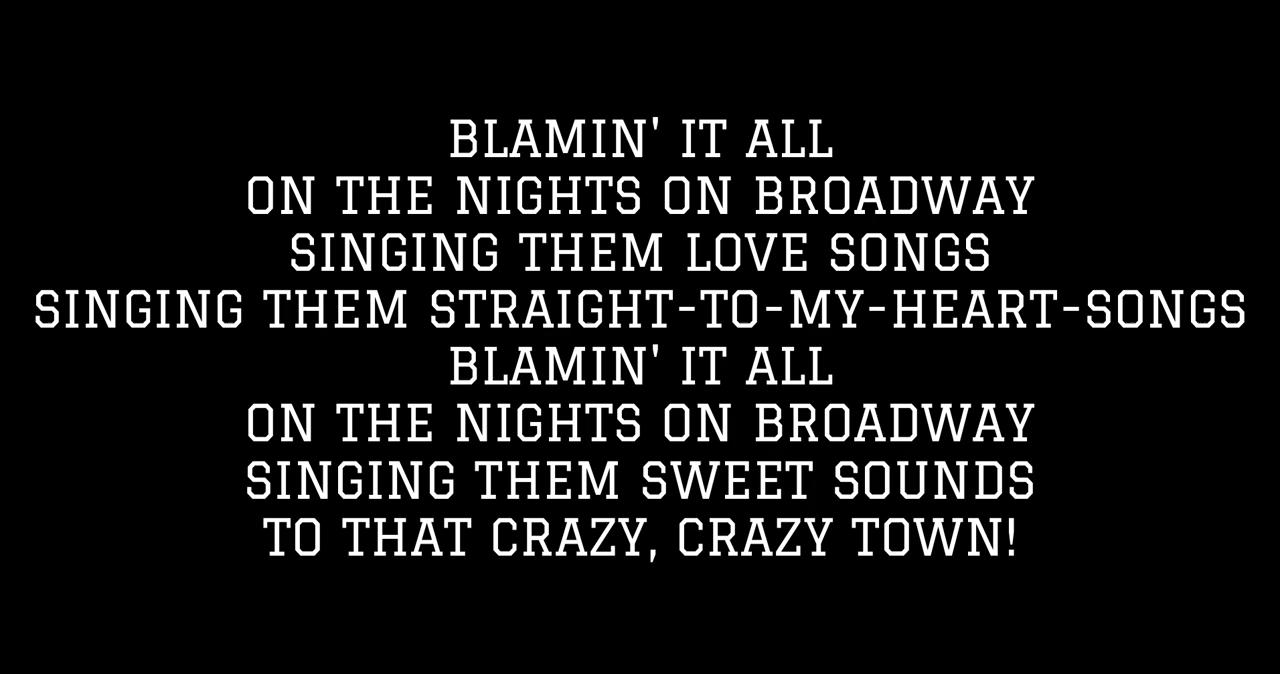 BLAMIN' IT ALL
ON THE NIGHTS ON BROADWAY
SINGING THEM LOVE SONGS
SINGING THEM STRAIGHT-TO-MY-HEART-SONGS
BLAMIN' IT ALL
ON THE NIGHTS ON BROADWAY
SINGING THEM SWEET SOUNDS
TO THAT CRAZY, CRAZY TOWN!